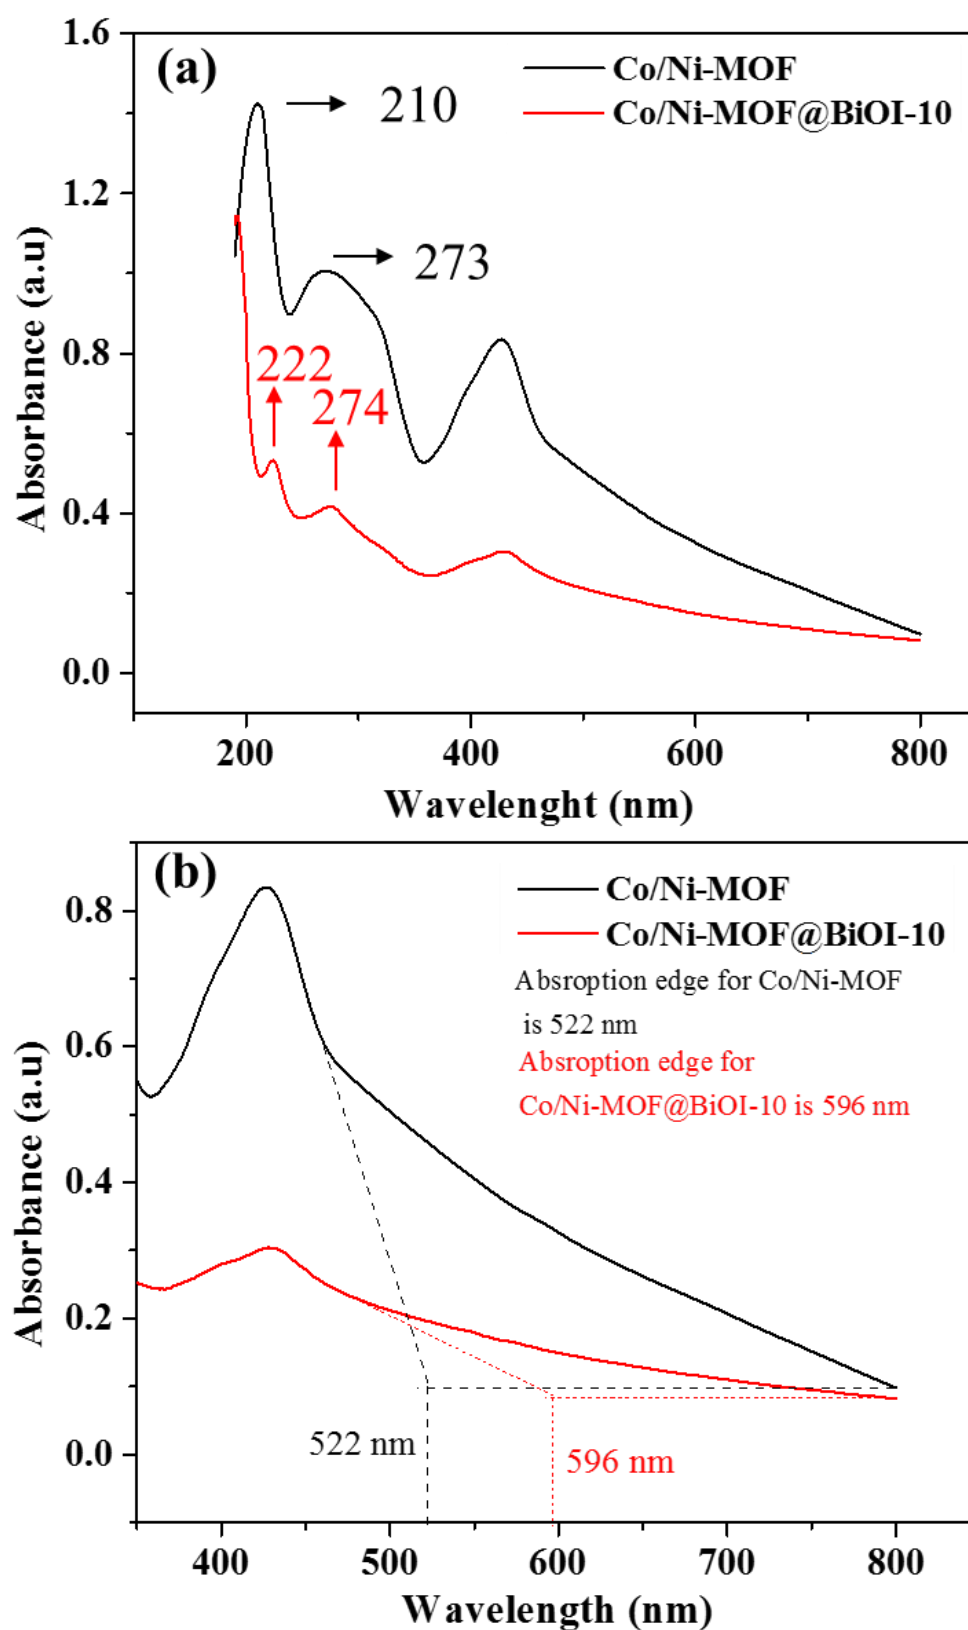 (a)
Co/Ni-MOF
Co/Ni-MOF@BiOI-10
210
273
222
274
1.6
1.2
0.8
0.4
0.0
Absorbance (a.u)
200
400
600
800
Wavelenght (nm)
(b)
Co/Ni-MOF
Co/Ni-MOF@BiOI-10
Absroption edge for Co/Ni-MOF
is 522 nm
Absroption edge for
Co/Ni-MOF@BiOI-10 is 596 nm
0.8
0.6
0.4
0.2
0.0
Absorbance (a.u)
522 nm
596 nm
400
500
600
700
800
Wavelength (nm)